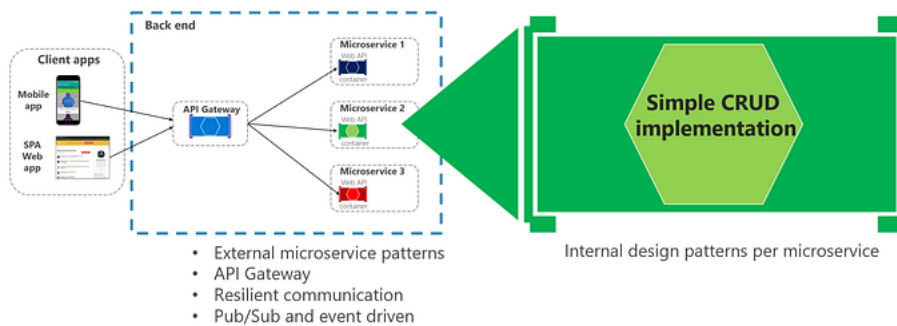 Back end
Client apps
Mobile
app
SPA
Web
app
API Gateway
Microservice 1
Web API
container
Microservice 2
Web API
container
Microservice 3
Web API
container
Simple CRUD
implementation
• External microservice patterns
• API Gateway
• Resilient communication
• Pub/Sub and event driven
Internal design patterns per microservice